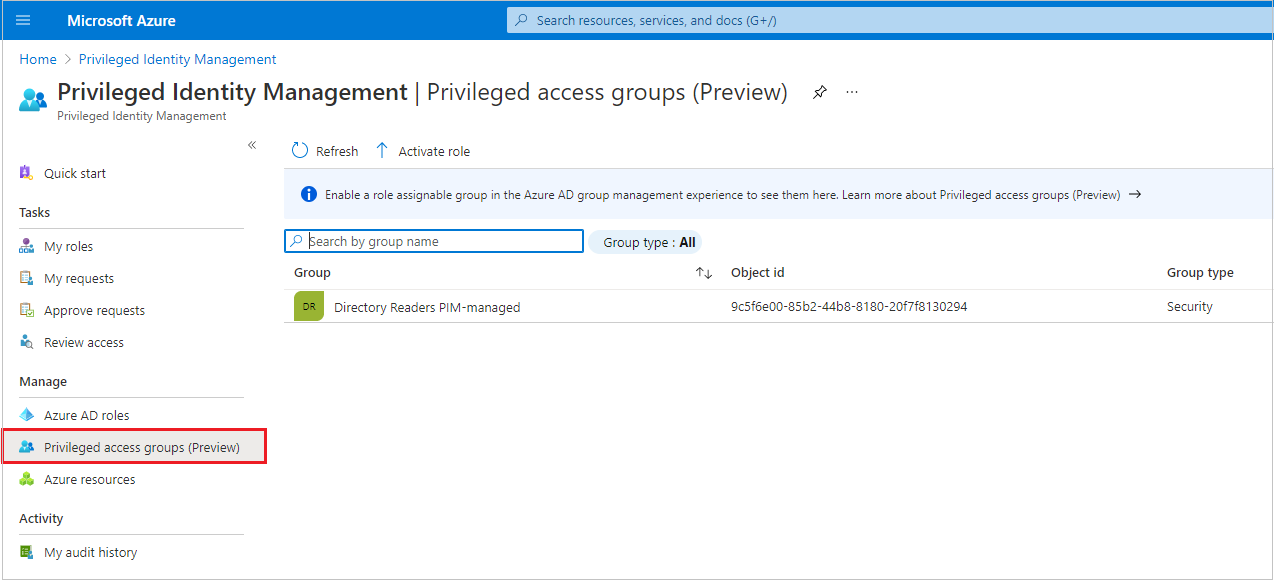 Microsoft Azure
Search resources, services, and docs (G+/)
Home > Privileged Identity Management
Privileged Identity Management | Privileged access groups (Preview) ...
Privileged Identity Management
«
Refresh Activate role
Quick start
Enable a role assignable group in the Azure AD group management experience to see them here. Learn more about Privileged access groups (Preview) →
Tasks
My roles
My requests
Approve requests
Review access
Manage
Azure AD roles
Privileged access groups (Preview)
Azure resources
Activity
My audit history
Search by group name
Group type : All
Group Object id Group type
DR Directory Readers PIM-managed 9c5f6e00-85b2-44b8-8180-20f7f8130294 Security